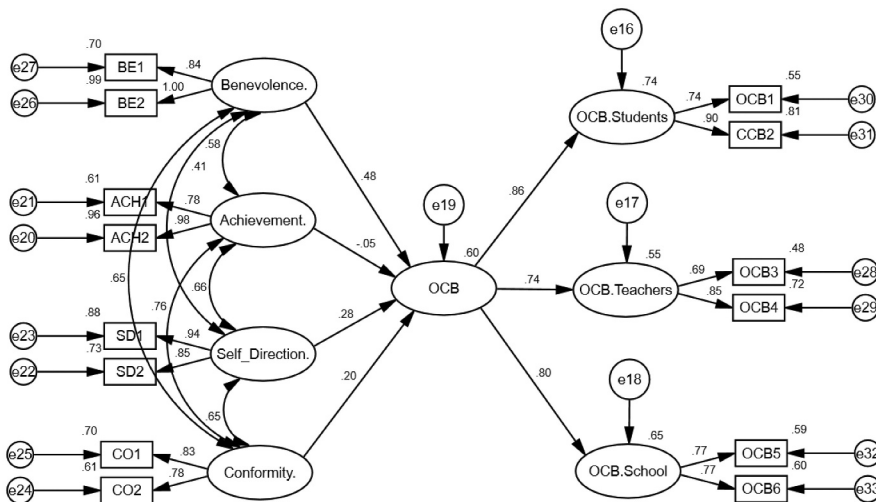 e16
.70
e27 BE1 .84
.99
e26 BE2 1.00
Benevolence.
.74
OCB.Students
.74 OCB1 .55 e30
.90 CCB2 .81 e31
.58
.41
.48
.86
.61
e21 ACH1 .78
.96
e20 ACH2 .98
Achievement.
e19
e17
-.05
.60
OCB
.74
.55
OCB.Teachers
.69 OCB3 .48 e28
.85 OCB4 .72 e29
.65
.76
.66
.28
.88
e23 SD1 .94
.73
e22 SD2 .85
Self_Direction.
.20
.80
e18
.65
.65
OCB.School
.77 OCB5 .59 e32
.77 OCB6 .60 e33
.70
e25 CO1 .83
.61
e24 CO2 .78
Conformity.